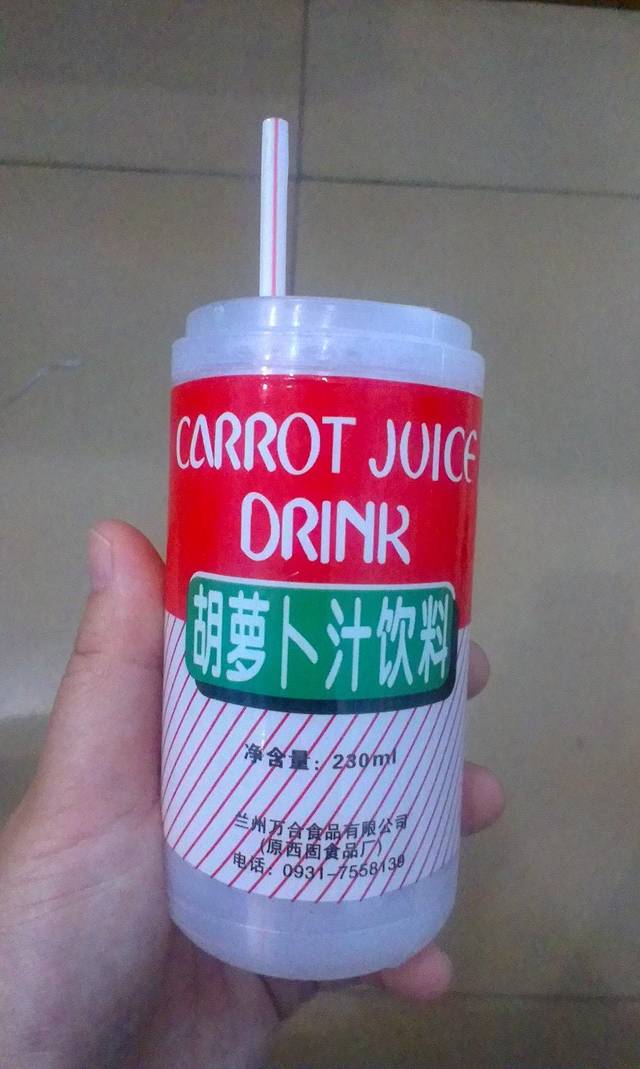 CARROT JUICE
DRINK
胡萝卜汁饮料
净含量：230ml
兰州万合食品有限公司
(原西固食品厂)
电话：0931-7558139